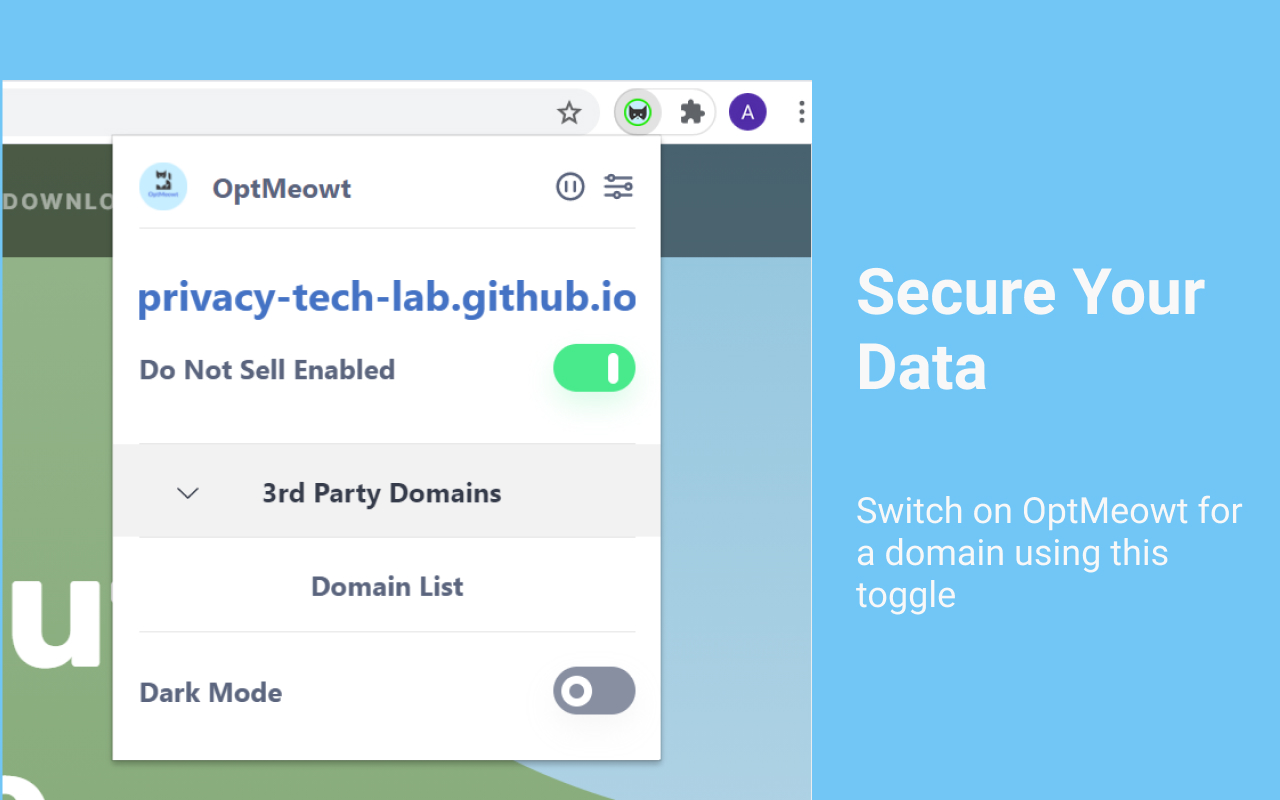 A
DOWNLO
OptMeowt
OptMeowt
privacy-tech-lab.github.io
Do Not Sell Enabled
3rd Party Domains
Domain List
Dark Mode
u
Secure Your
Data
Switch on OptMeowt for
a domain using this
toggle